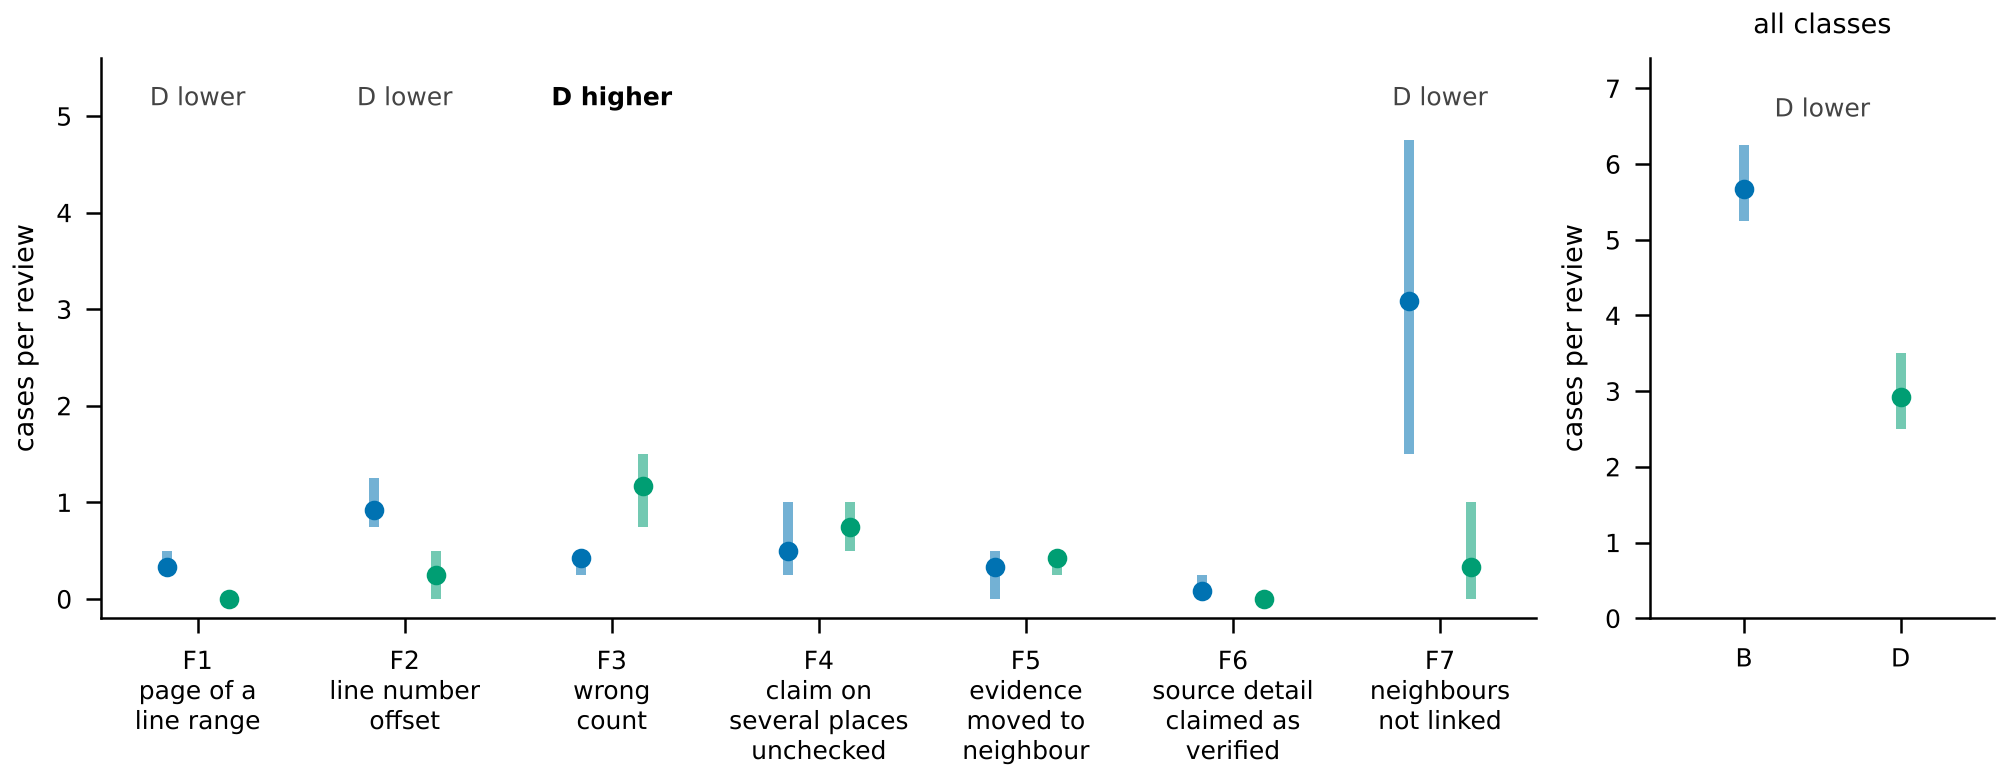 all classes
D lower
D lower
D higher
D lower
D lower
cases per review
5
4
3
2
1
0
cases per review
7
6
5
4
3
2
1
0
F1
page of a
line range
F2
line number
offset
F3
wrong
count
F4
claim on
several places
unchecked
F5
evidence
moved to
neighbour
F6
source detail
claimed as
verified
F7
neighbours
not linked
B
D